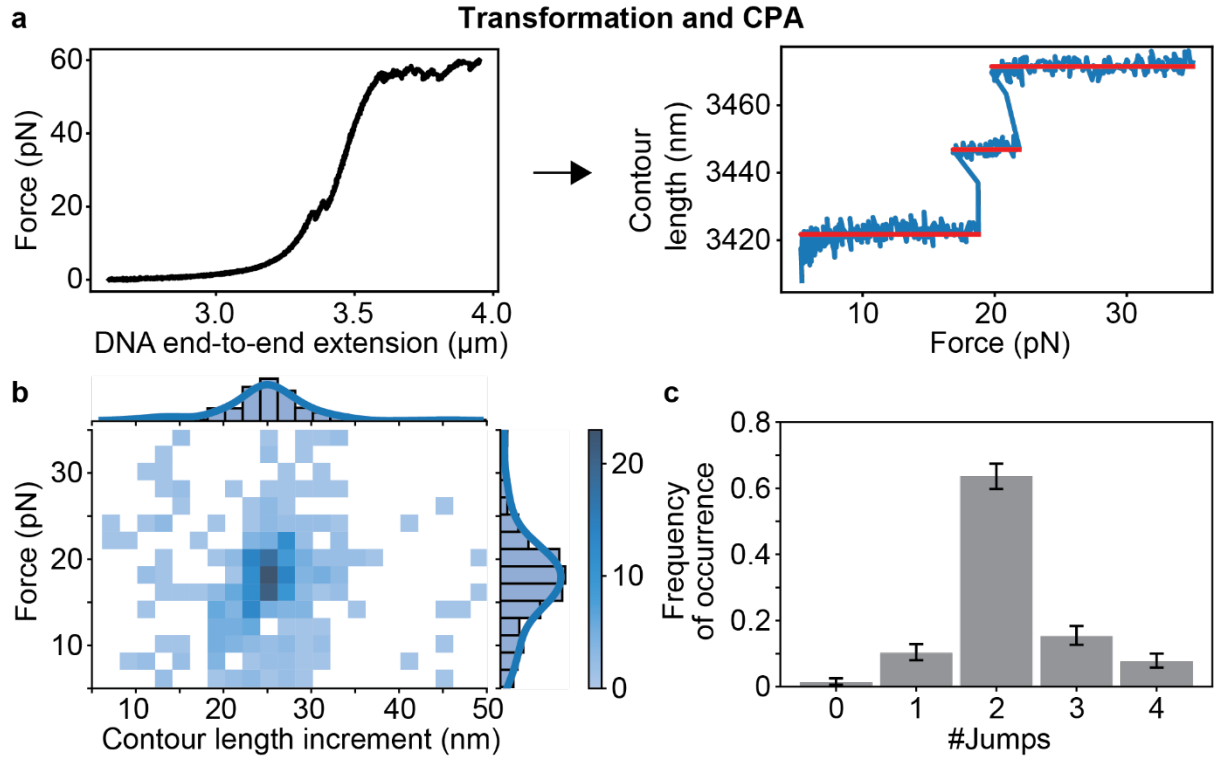 Transformation and CPA
a
60
40
20
0
Force (pN)
3.0
3.5
4.0
DNA end-to-end extension (µm)
3460
3440
3420
Contour
length (nm)
10
20
30
Force (pN)
b
30
20
10
Force (pN)
10
20
30
40
50
Contour length increment (nm)
20
10
0
c
0.8
0.6
0.4
0.2
0
Frequency
of occurrence
0
1
2
3
4
#Jumps